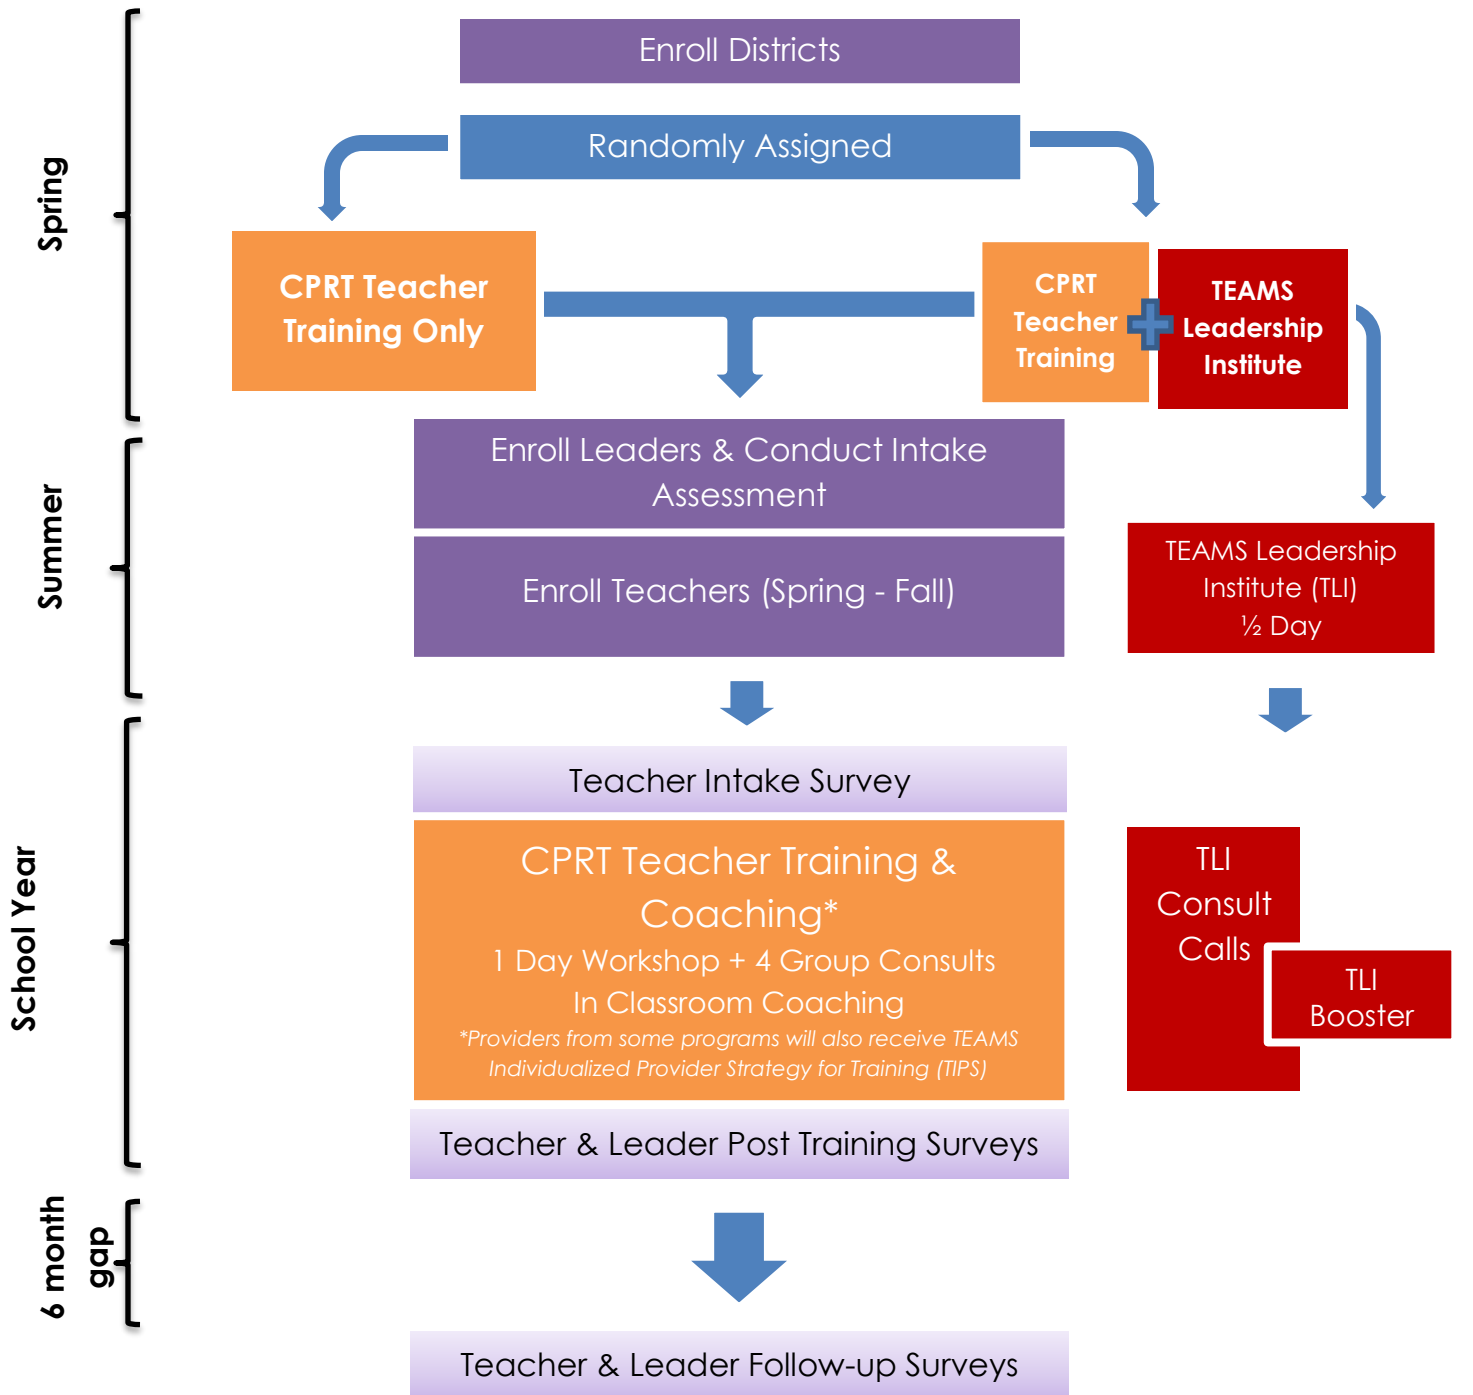 Spring
Enroll Districts
Randomly Assigned
CPRT Teacher
Training Only
CPRT
Teacher
Training
TEAMS
Leadership
Institute
Summer
Enroll Leaders & Conduct Intake
Assessment
Enroll Teachers (Spring - Fall)
TEAMS Leadership
Institute (TLI)
½ Day
School Year
Teacher Intake Survey
CPRT Teacher Training &
Coaching*
1 Day Workshop + 4 Group Consults
In Classroom Coaching
*Providers from some programs will also receive TEAMS
Individualized Provider Strategy for Training (TIPS)
TLI
Consult
Calls
TLI
Booster
Teacher & Leader Post Training Surveys
6 month
gap
Teacher & Leader Follow-up Surveys